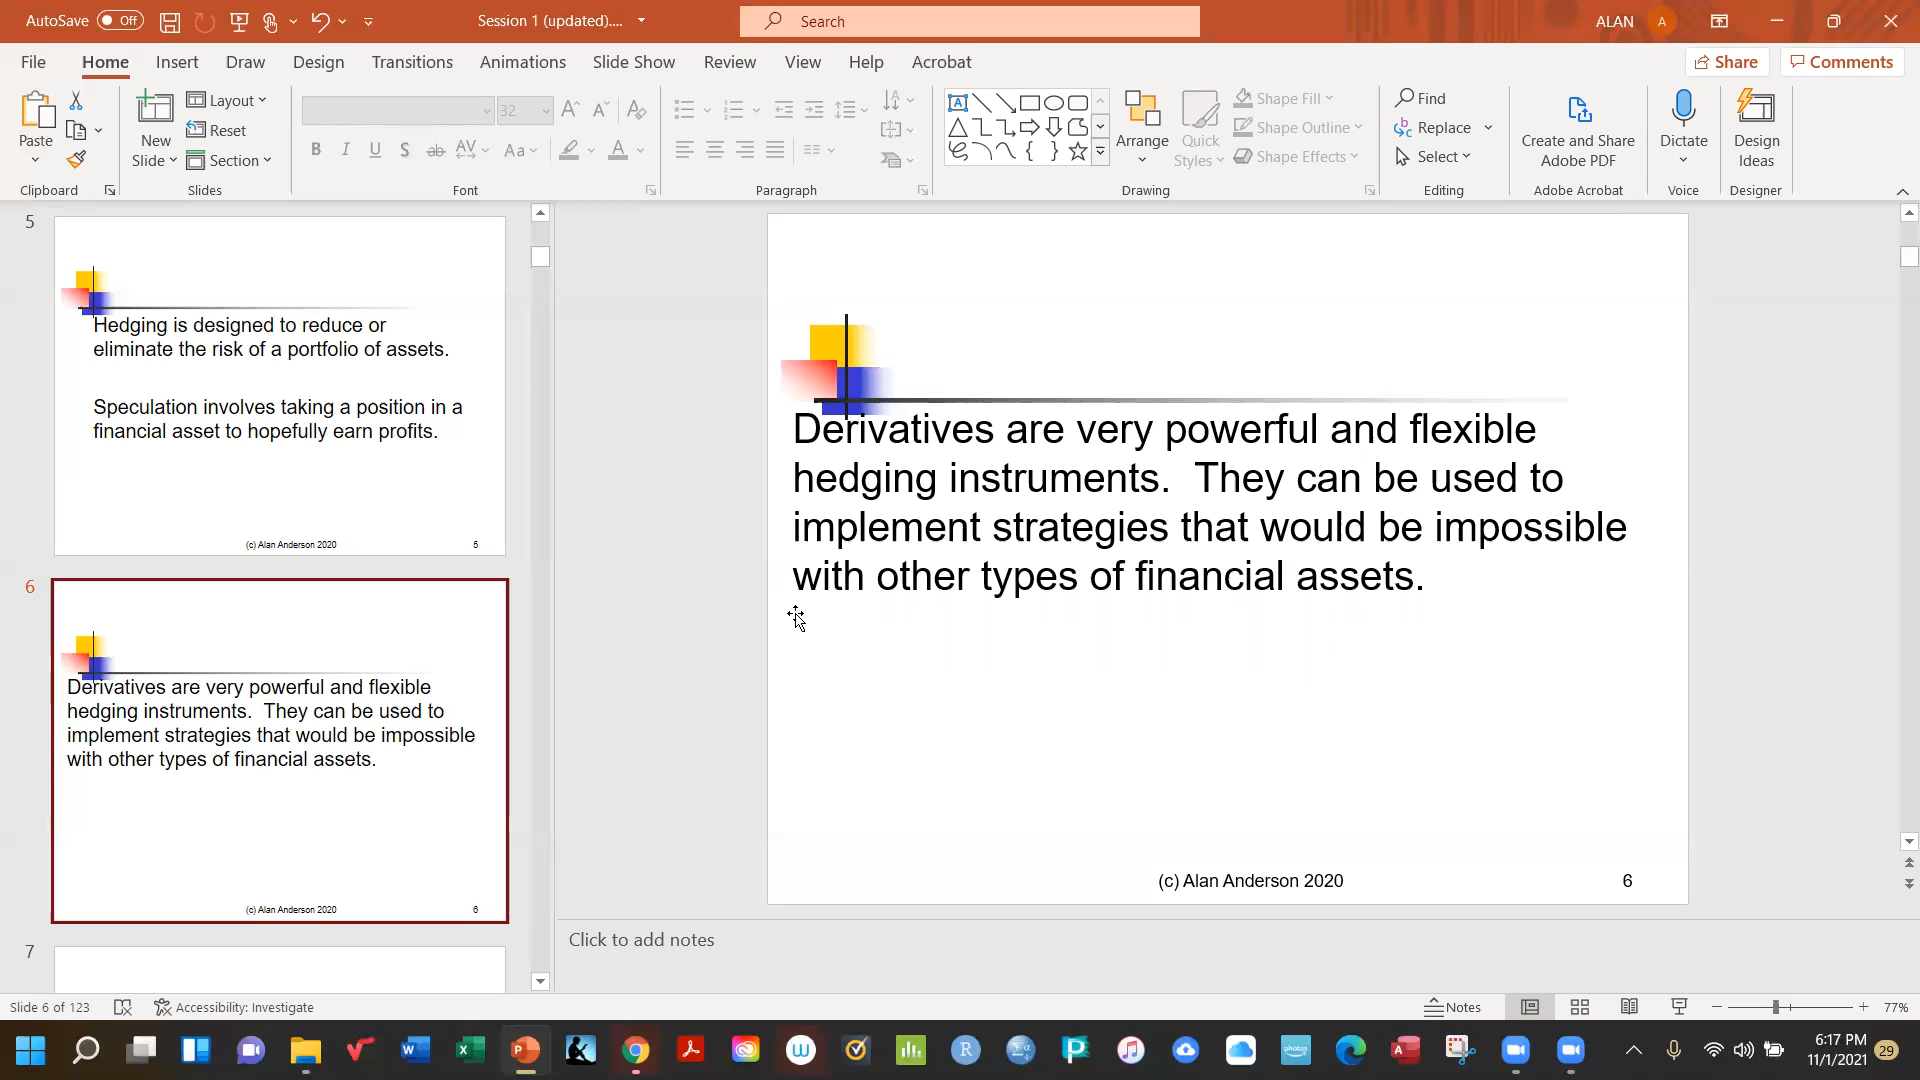 AutoSave Off
Session 1 (updated)....
Search
ALAN
A
File Home Insert Draw Design Transitions Animations Slide Show Review View Help Acrobat
Share
Comments
Paste
Clipboard
New
Slide
Layout
Reset
Section
Slides
32
B I U S ab AV Aa A
Font
Paragraph
A
Arrange
Quick
Styles
Shape Fill
Shape Outline
Shape Effects
Drawing
Find
Replace
Select
Editing
Create and Share
Adobe PDF
Adobe Acrobat
Dictate
Voice
Design
Ideas
Designer
5
Hedging is designed to reduce or
eliminate the risk of a portfolio of assets.
Speculation involves taking a position in a
financial asset to hopefully earn profits.
(c) Alan Anderson 2020 5
6
Derivatives are very powerful and flexible
hedging instruments. They can be used to
implement strategies that would be impossible
with other types of financial assets.
(c) Alan Anderson 2020 6
7
Derivatives are very powerful and flexible
hedging instruments. They can be used to
implement strategies that would be impossible
with other types of financial assets.
(c) Alan Anderson 2020 6
Click to add notes
Slide 6 of 123
Accessibility: Investigate
Notes
77%
6:17 PM
11/1/2021
29